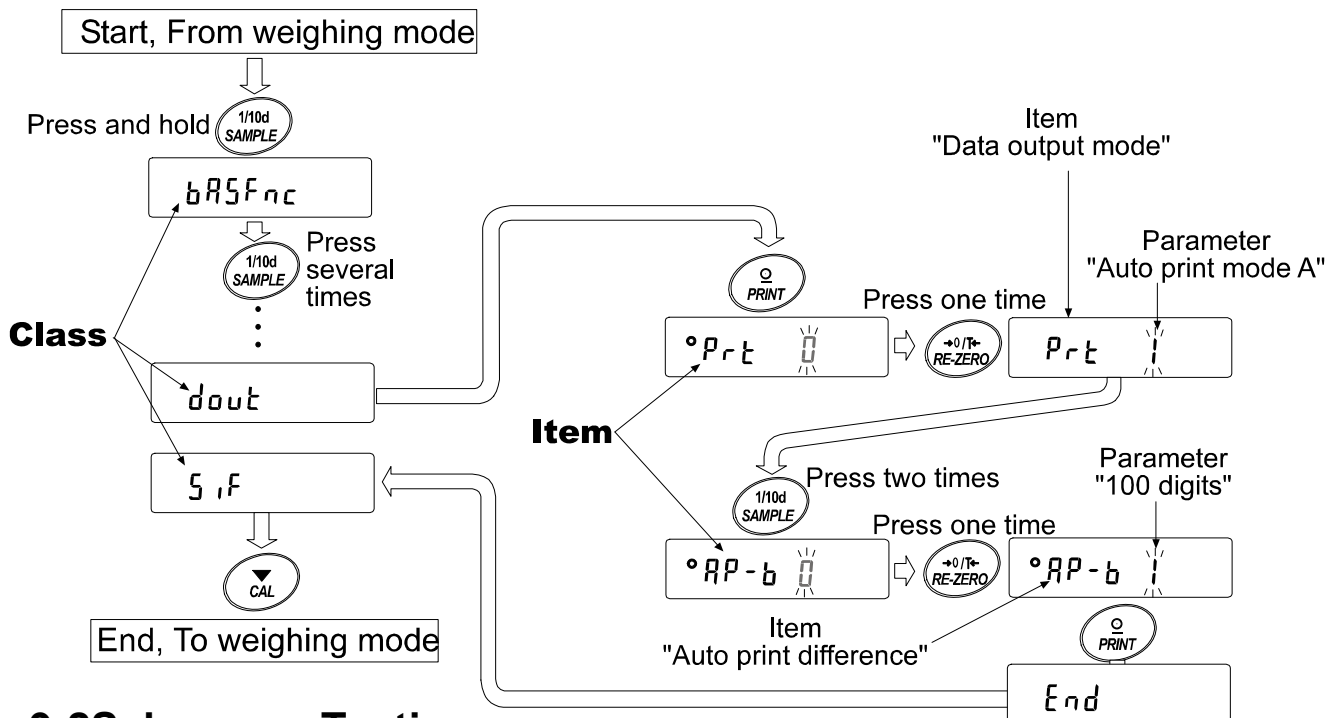 Start, From weighing mode
Press and hold
1/10d
SAMPLE
bASFnc
1/10d
SAMPLE
Press
several
times
Class
dout
SiF
CAL
End, To weighing mode
PRINT
Item
"Data output mode"
Parameter
"Auto print mode A"
Prt 0
Press one time
→0/T←
RE-ZERO
Prt 1
Item
1/10d
SAMPLE
Press two times
AP-b 0
Press one time
→0/T←
RE-ZERO
Parameter
"100 digits"
AP-b 1
Item
"Auto print difference"
PRINT
End